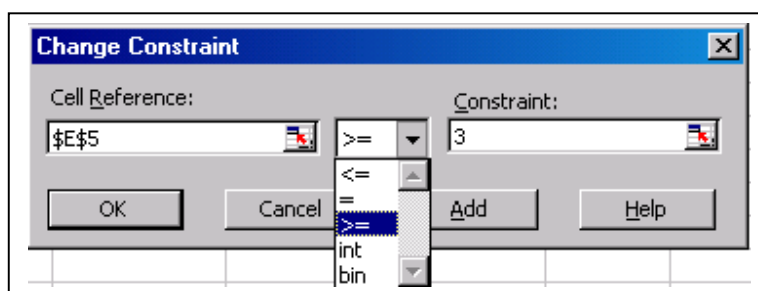 Change Constraint
Cell Reference:
Constraint:
$E$5
>=
3
<=
=
>=
int
bin
OK
Cancel
Add
Help